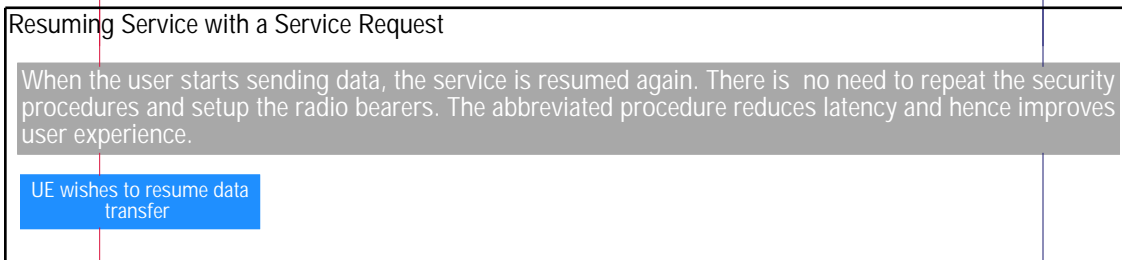 Resuming Service with a Service Request
When the user starts sending data, the service is resumed again. There is  no need to repeat the security
procedures and setup the radio bearers. The abbreviated procedure reduces latency and hence improves
user experience.
UE wishes to resume data
transfer